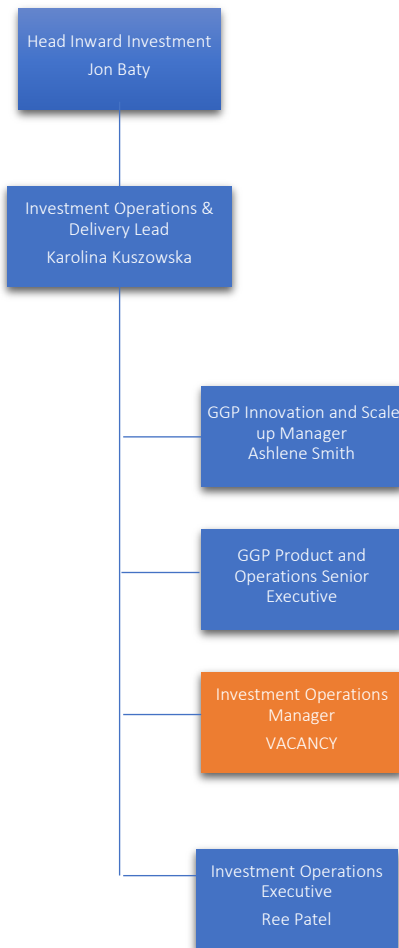 Head Inward Investment
Jon Baty
Investment Operations &
Delivery Lead
Karolina Kuszowska
GGP Innovation and Scale
up Manager
Ashlene Smith
GGP Product and
Operations Senior
Executive
Investment Operations
Manager
VACANCY
Investment Operations
Executive
Ree Patel